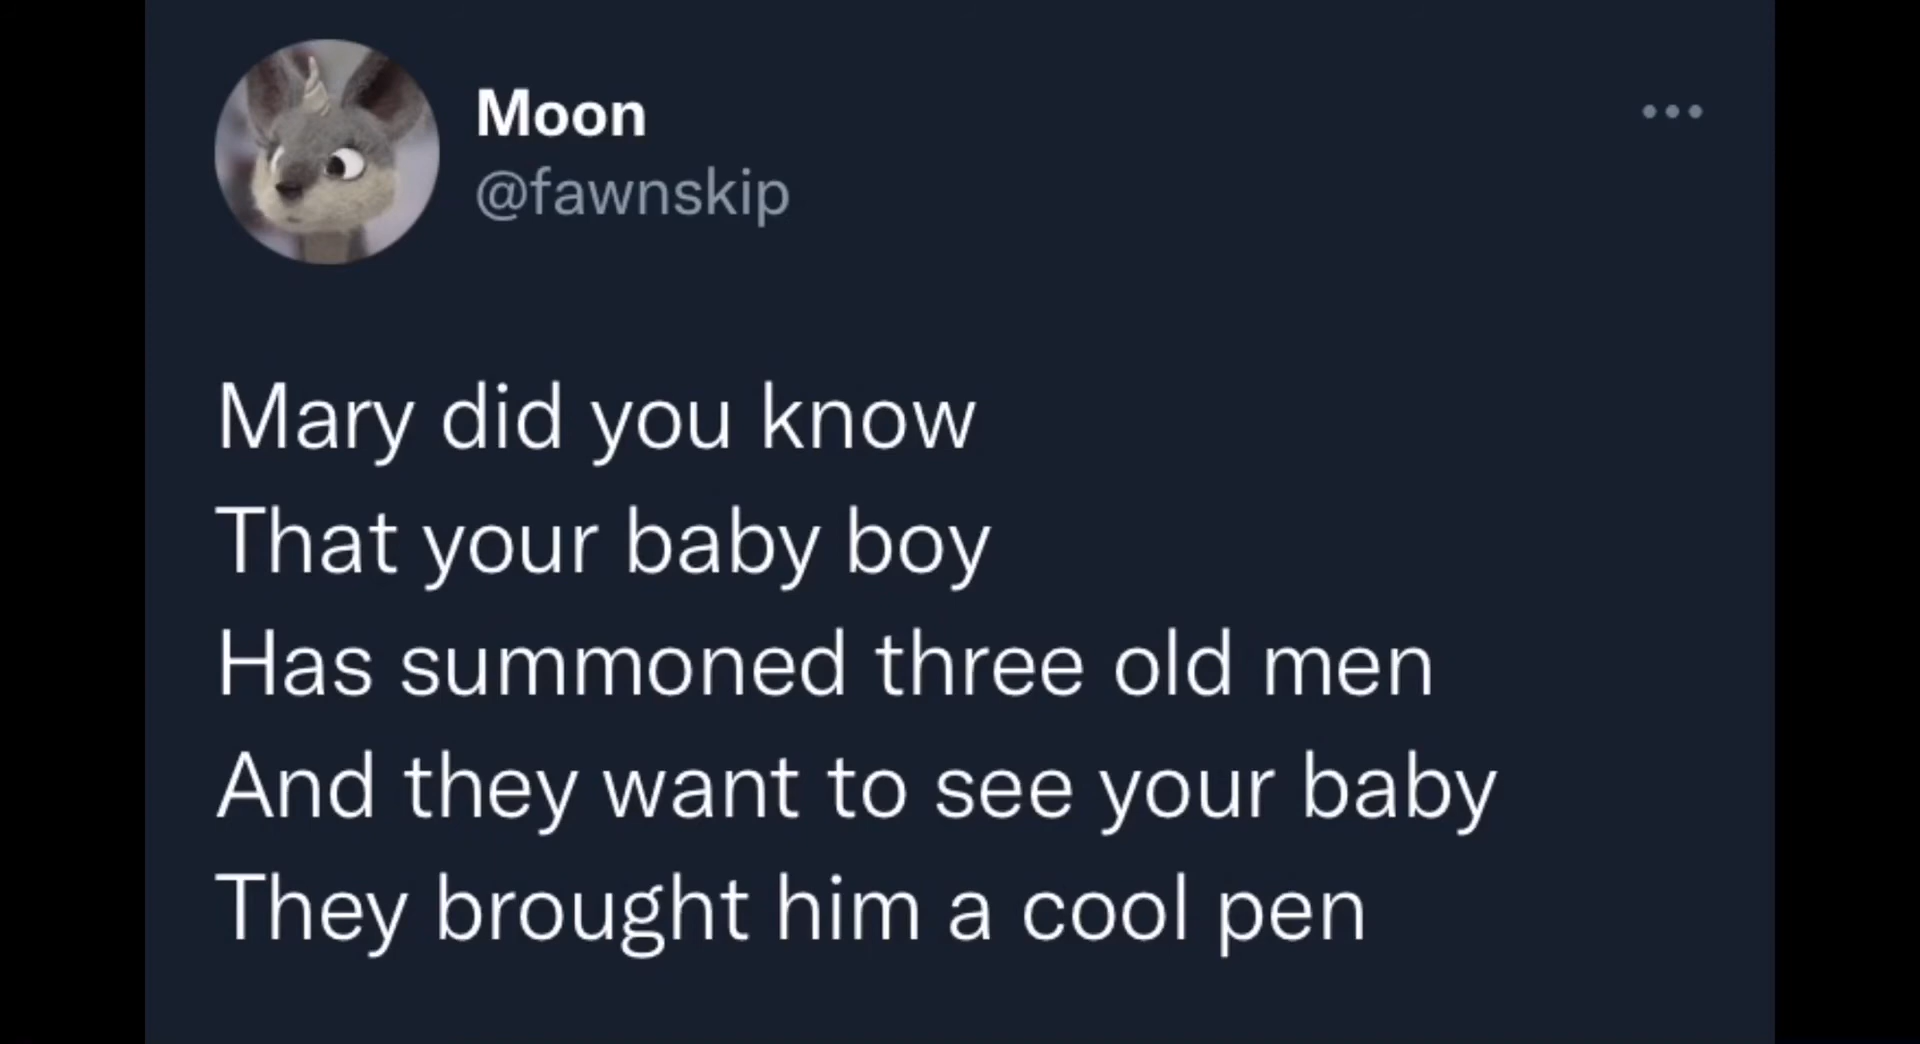 Moon
@fawnskip
Mary did you know
That your baby boy
Has summoned three old men
And they want to see your baby
They brought him a cool pen